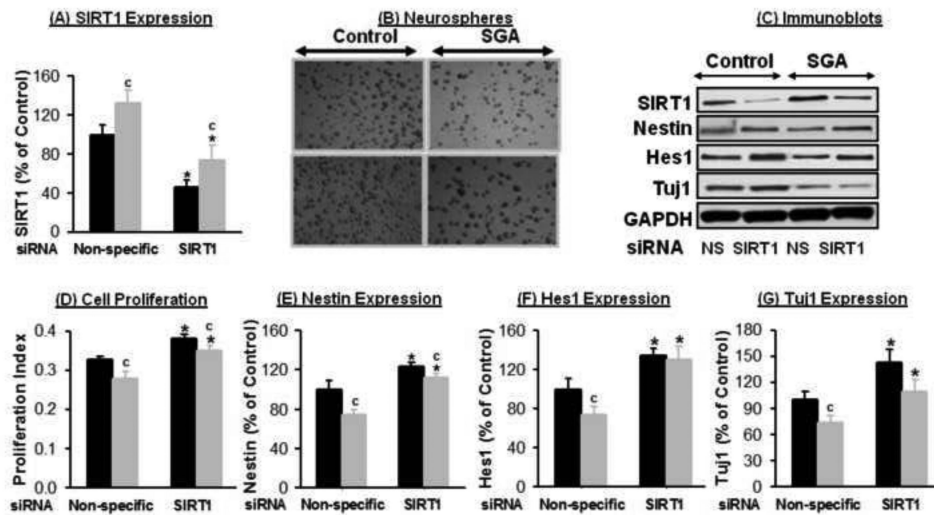 (A) SIRT1 Expression
SIRT1 (% of Control)
160
120
80
40
0
c
*
c
*
siRNA Non-specific SIRT1
(B) Neurospheres
Control SGA
(C) Immunoblots
Control SGA
SIRT1
Nestin
Hes1
Tuj1
GAPDH
siRNA NS SIRT1 NS SIRT1
(D) Cell Proliferation
Proliferation Index
0.4
0.3
0.2
0.1
0.0
c
*
c
*
siRNA Non-specific SIRT1
(E) Nestin Expression
Nestin (% of Control)
160
120
80
40
0
c
*
c
*
siRNA Non-specific SIRT1
(F) Hes1 Expression
Hes1 (% of Control)
160
120
80
40
0
c
*
*
siRNA Non-specific SIRT1
(G) Tuj1 Expression
Tuj1 (% of Control)
180
150
120
90
60
30
0
c
*
*
siRNA Non-specific SIRT1